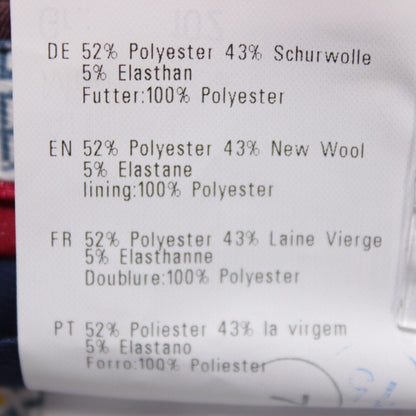 DE 52% Polyester 43% Schurwolle
5% Elasthan
Futter:100% Polyester
EN 52% Polyester 43% New Wool
5% Elastane
lining:100% Polyester
FR 52% Polyester 43% Laine Vierge
5% Elasthanne
Doublure:100% Polyester
PT 52% Poliester 43% la virgem
5% Elastano
Forro:100% Poliester